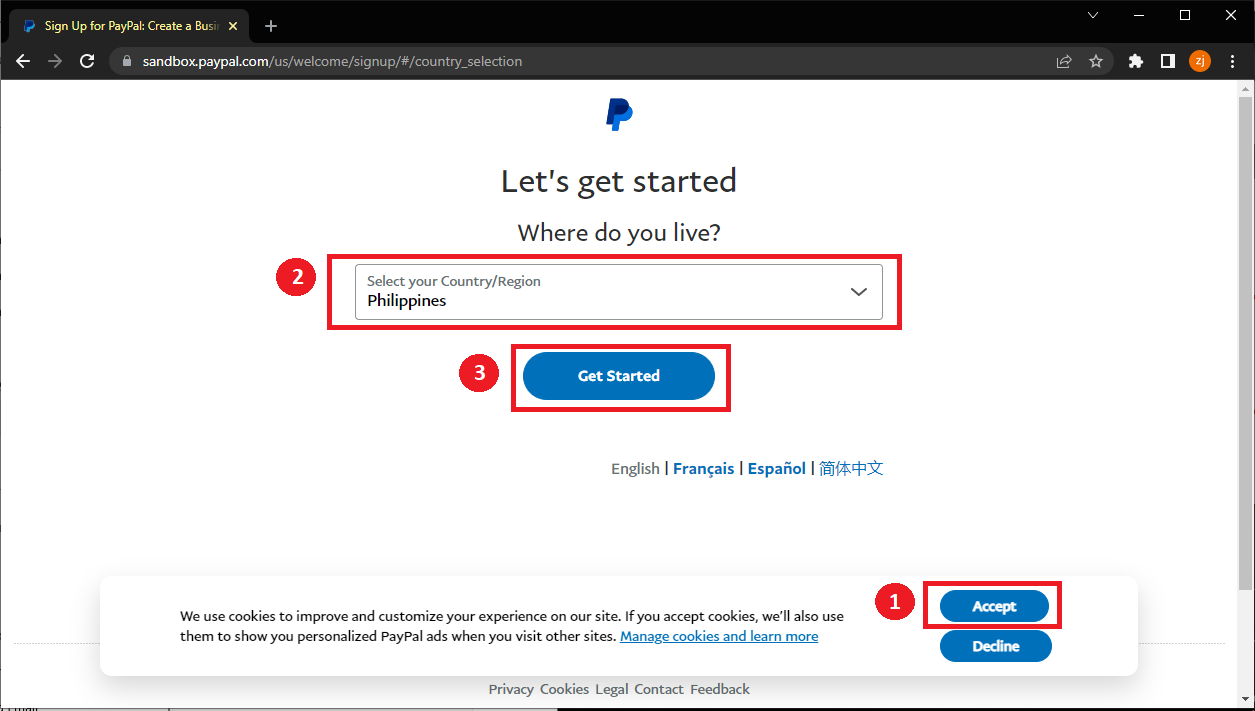 Sign Up for PayPal: Create a Busi
sandbox.paypal.com/us/welcome/signup/#/country_selection
zj
Let's get started
Where do you live?
2
Select your Country/Region
Philippines
3
Get Started
English | Français | Español | 简体中文
1
We use cookies to improve and customize your experience on our site. If you accept cookies, we'll also use
them to show you personalized PayPal ads when you visit other sites. Manage cookies and learn more
Accept
Decline
Privacy Cookies Legal Contact Feedback